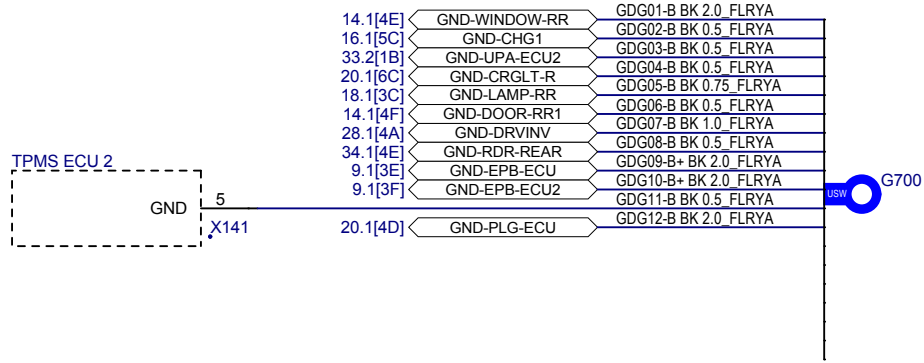 14.1[4E] GND-WINDOW-RR GDG01-B BK 2.0_FLRYA
16.1[5C] GND-CHG1 GDG02-B BK 0.5_FLRYA
33.2[1B] GND-UPA-ECU2 GDG03-B BK 0.5_FLRYA
20.1[6C] GND-CRGLT-R GDG04-B BK 0.5_FLRYA
18.1[3C] GND-LAMP-RR GDG05-B BK 0.75_FLRYA
14.1[4F] GND-DOOR-RR1 GDG06-B BK 0.5_FLRYA
28.1[4A] GND-DRVINV GDG07-B BK 1.0_FLRYA
34.1[4E] GND-RDR-REAR GDG08-B BK 0.5_FLRYA
TPMS ECU 2
9.1[3E] GND-EPB-ECU GDG09-B+ BK 2.0_FLRYA
9.1[3F] GND-EPB-ECU2 GDG10-B+ BK 2.0_FLRYA
USW G700
GND 5 GDG11-B BK 0.5_FLRYA
X141
20.1[4D] GND-PLG-ECU GDG12-B BK 2.0_FLRYA